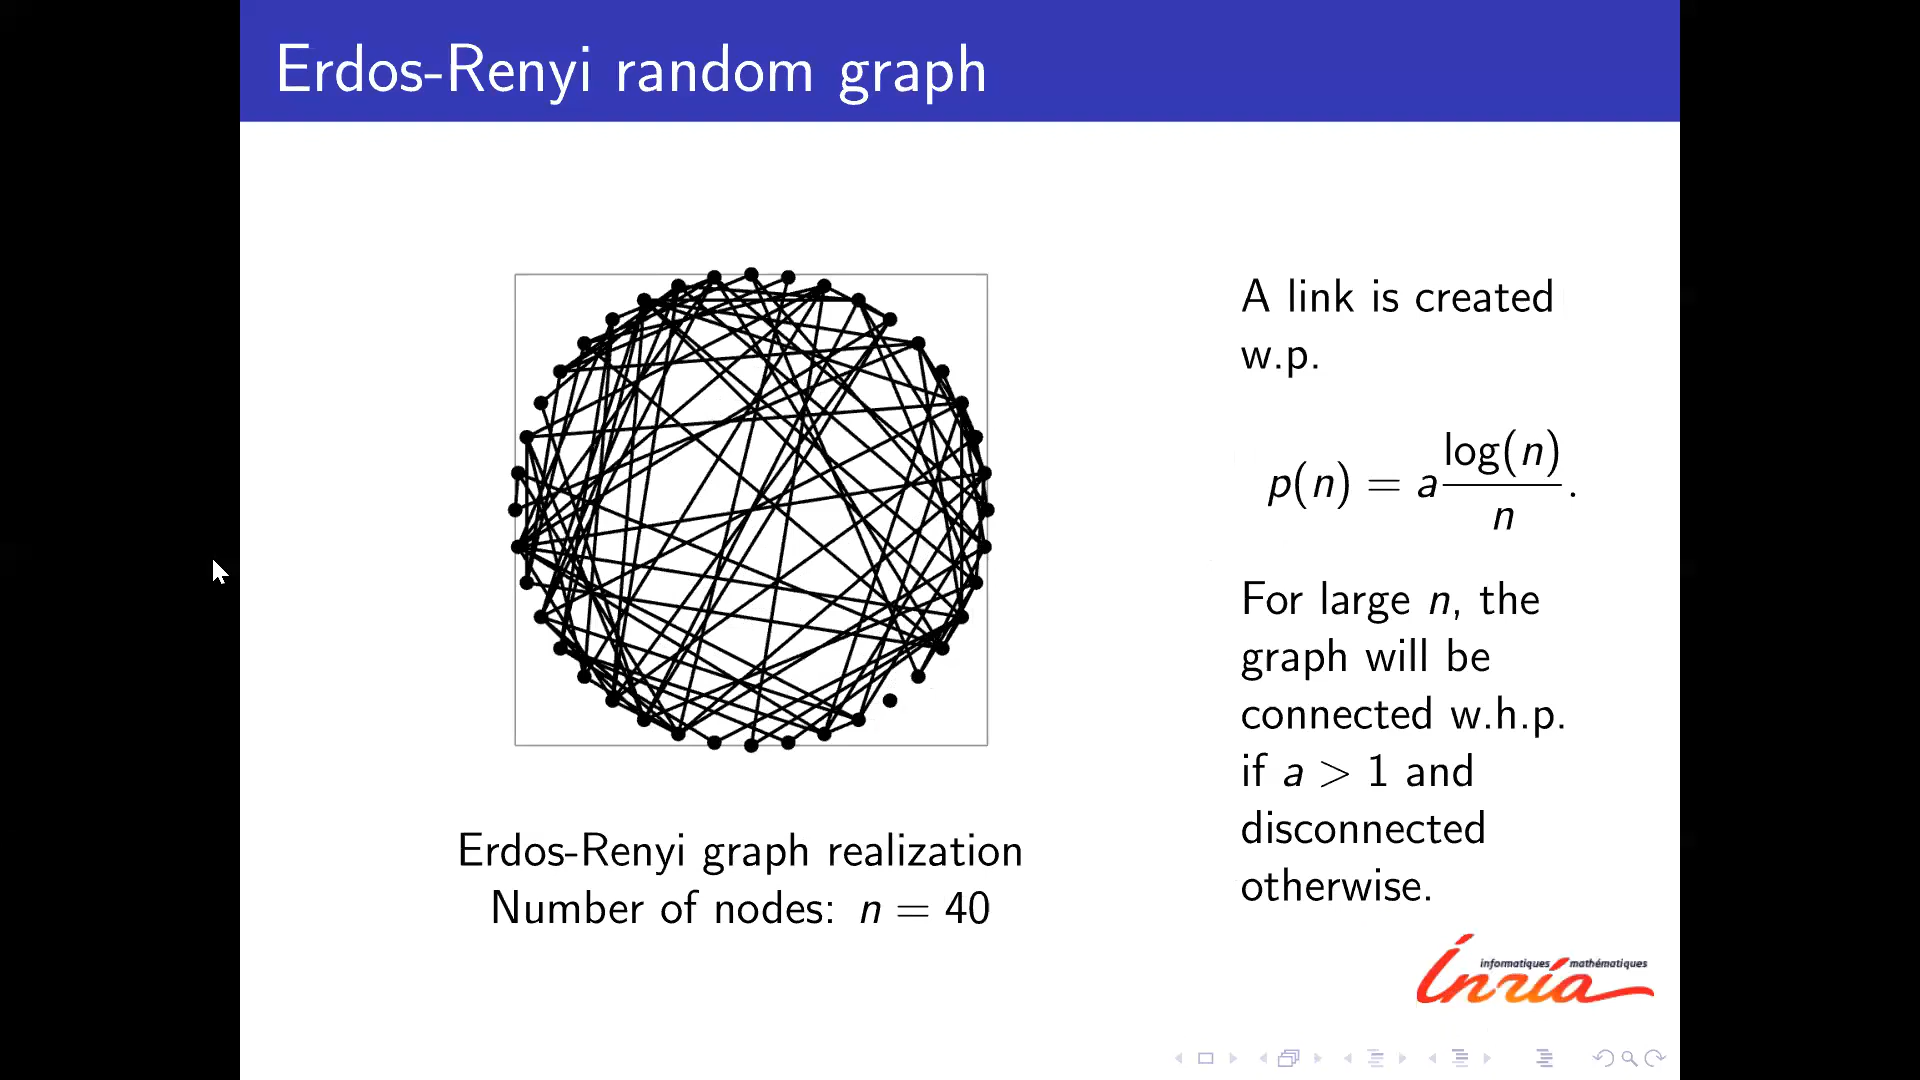 Erdos-Renyi random graph
A link is created
w.p.
p(n) = a log(n)/n.
For large n, the
graph will be
connected w.h.p.
if a > 1 and
disconnected
otherwise.
Erdos-Renyi graph realization
Number of nodes: n = 40
informatiques mathématiques
Inria